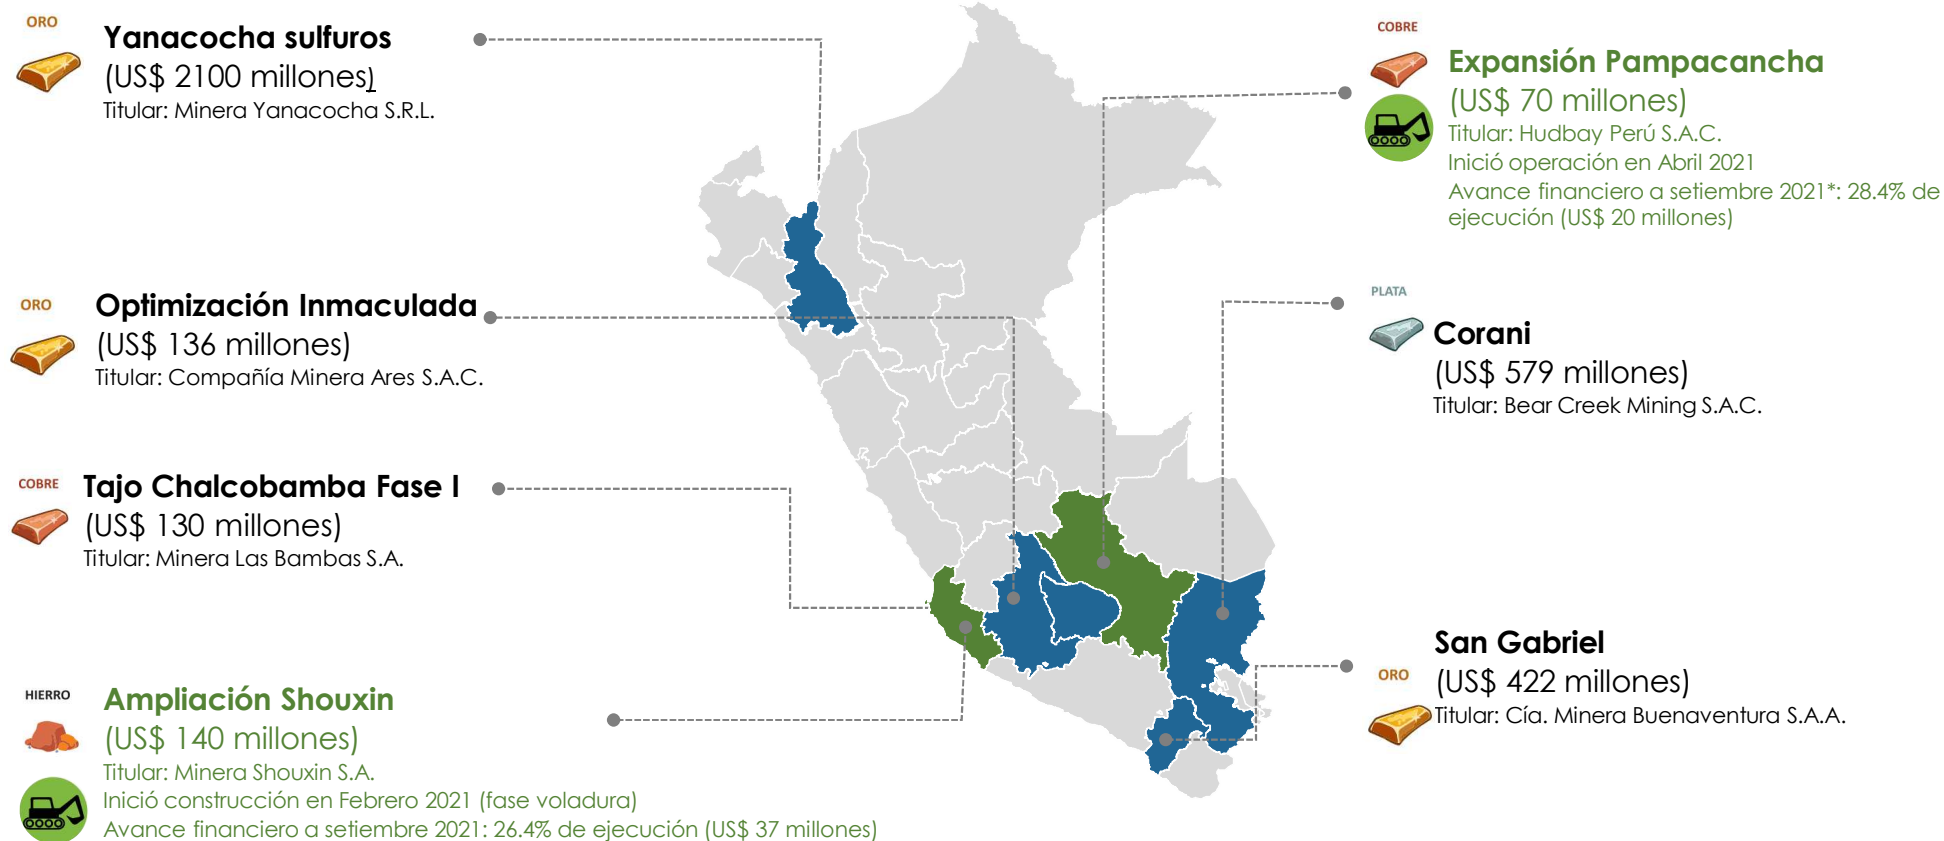 ORO
Yanacocha sulfuros
(US$ 2100 millones)
Titular: Minera Yanacocha S.R.L.
ORO
Optimización Inmaculada
(US$ 136 millones)
Titular: Compañía Minera Ares S.A.C.
COBRE
Tajo Chalcobamba Fase I
(US$ 130 millones)
Titular: Minera Las Bambas S.A.
HIERRO
Ampliación Shouxin
(US$ 140 millones)
Titular: Minera Shouxin S.A.
Inició construcción en Febrero 2021 (fase voladura)
Avance financiero a setiembre 2021: 26.4% de ejecución (US$ 37 millones)
COBRE
Expansión Pampacancha
(US$ 70 millones)
Titular: Hudbay Perú S.A.C.
Inició operación en Abril 2021
Avance financiero a setiembre 2021*: 28.4% de
ejecución (US$ 20 millones)
PLATA
Corani
(US$ 579 millones)
Titular: Bear Creek Mining S.A.C.
San Gabriel
ORO
(US$ 422 millones)
Titular: Cía. Minera Buenaventura S.A.A.